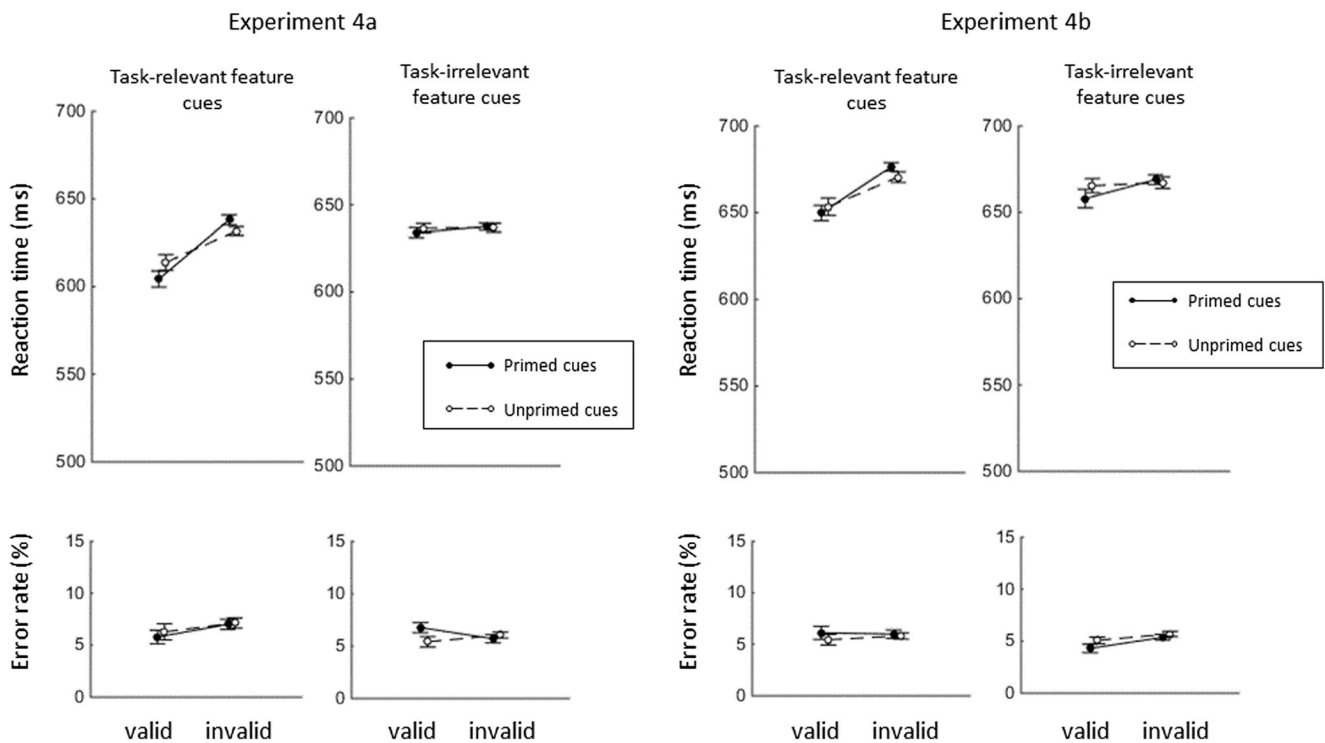 Experiment 4a
Experiment 4b
Task-relevant feature
cues
Task-irrelevant
feature cues
Task-relevant feature
cues
Task-irrelevant
feature cues
Reaction time (ms)
700
650
600
550
500
700
650
600
550
500
Primed cues
Unprimed cues
Reaction time (ms)
700
650
600
550
500
700
650
600
550
500
Primed cues
Unprimed cues
Error rate (%)
15
10
5
0
15
10
5
0
Error rate (%)
15
10
5
0
15
10
5
0
valid invalid
valid invalid
valid invalid
valid invalid